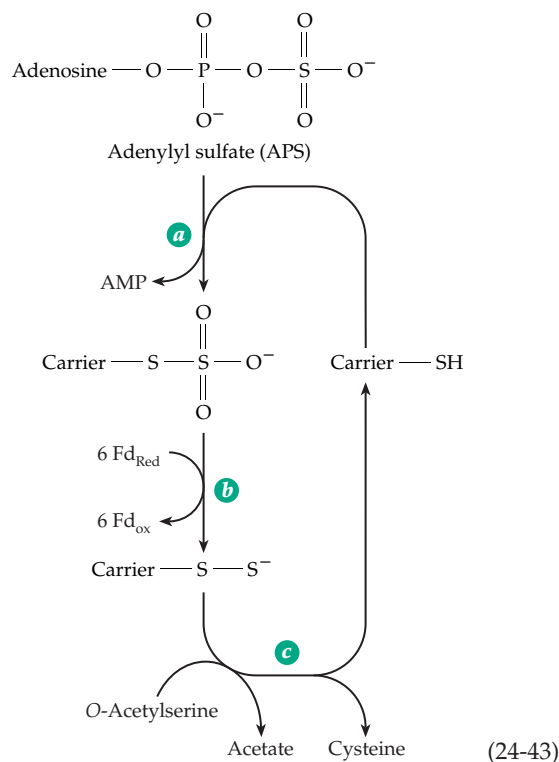 O O
Adenosine — O — P — O — S — O⁻
O⁻ O
Adenylyl sulfate (APS)
a
AMP
O
Carrier — S — S — O⁻
Carrier — SH
O
6 Fd_Red
b
6 Fd_ox
Carrier — S — S⁻
c
O-Acetylserine
Acetate Cysteine
(24-43)